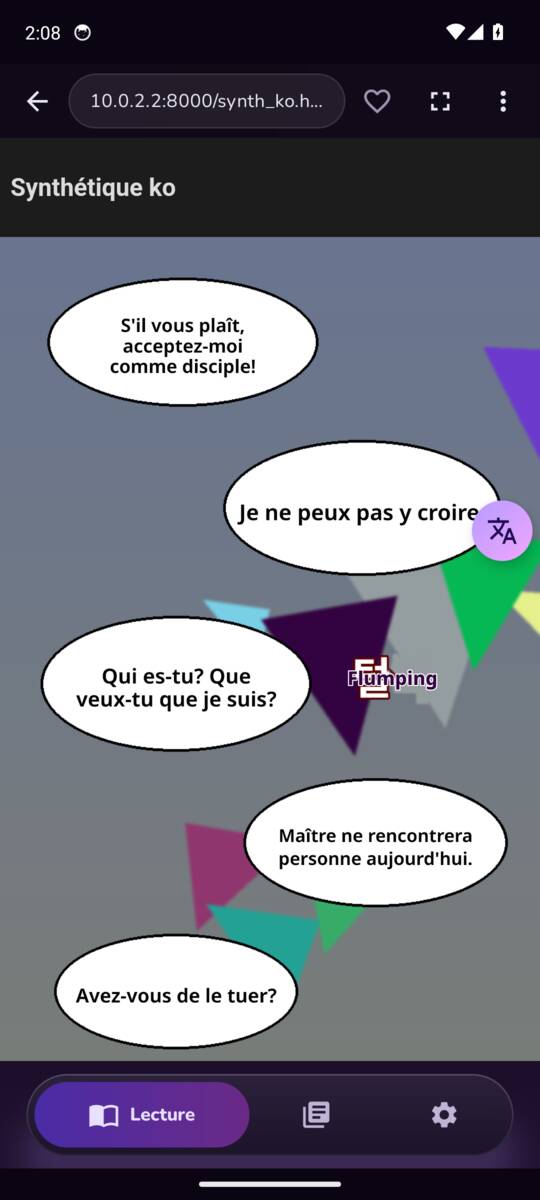 2:08
10.0.2.2:8000/synth_ko.h...
Synthétique ko
S'il vous plaît,
acceptez-moi
comme disciple!
Je ne peux pas y croire
Qui es-tu? Que
veux-tu que je suis?
털
Flumping
Maître ne rencontrera
personne aujourd'hui.
Avez-vous de le tuer?
Lecture